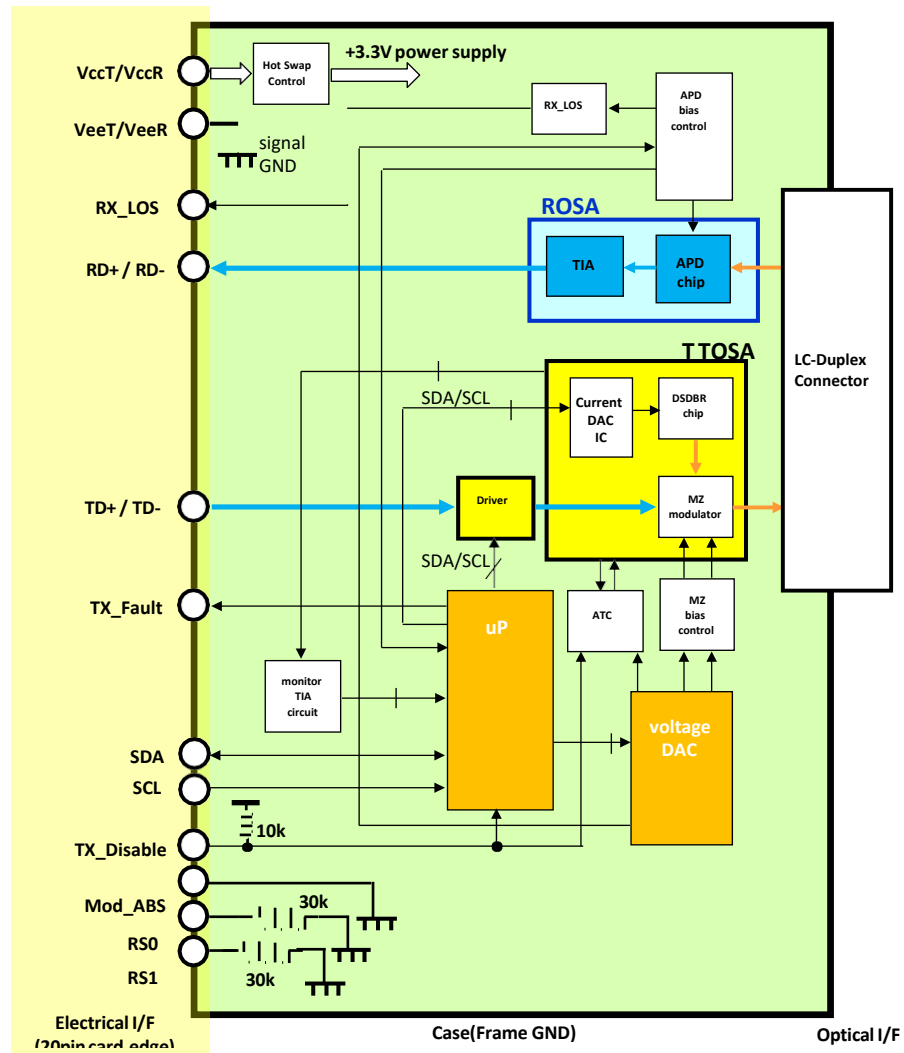 VccT/VccR
Hot Swap
Control
+3.3V power supply
VeeT/VeeR
signal
GND
RX_LOS
APD
bias
control
RX_LOS
ROSA
RD+ / RD-
TIA
APD
chip
LC-Duplex
Connector
T TOSA
SDA/SCL
Current
DAC
IC
DSDBR
chip
TD+ / TD-
Driver
MZ
modulator
SDA/SCL
TX_Fault
uP
ATC
MZ
bias
control
monitor
TIA
circuit
voltage
DAC
SDA
SCL
10k
TX_Disable
Mod_ABS
30k
RS0
RS1
30k
Electrical I/F
(20pin card edge)
Case(Frame GND)
Optical I/F